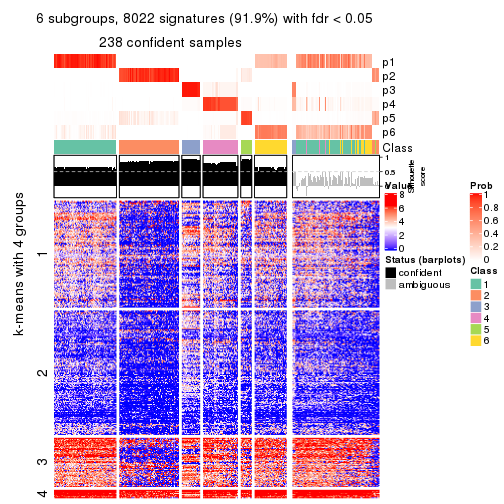 6 subgroups, 8022 signatures (91.9%) with fdr < 0.05
238 confident samples
p1
p2
p3
p4
p5
p6
Class
1
0.5
0
Silhouette
score
k-means with 4 groups
1
2
3
4
Value
8
6
4
2
0
Status (barplots)
confident
ambiguous
Prob
1
0.8
0.6
0.4
0.2
0
Class
1
2
3
4
5
6